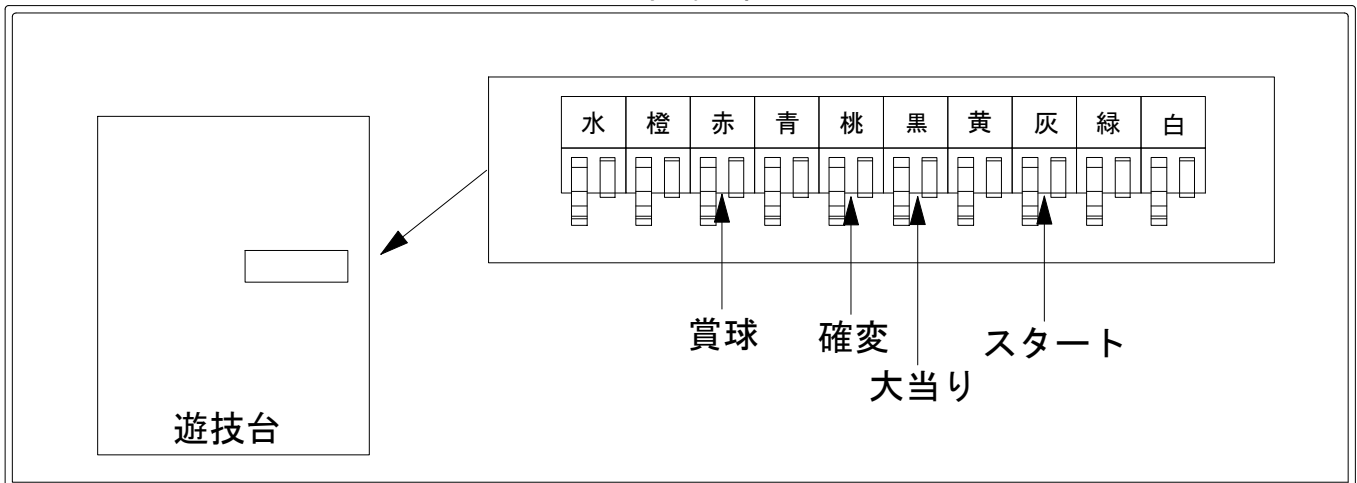 水 橙 赤 青 桃 黒 黄 灰 緑 白
賞球 確変 スタート
大当り
遊技台